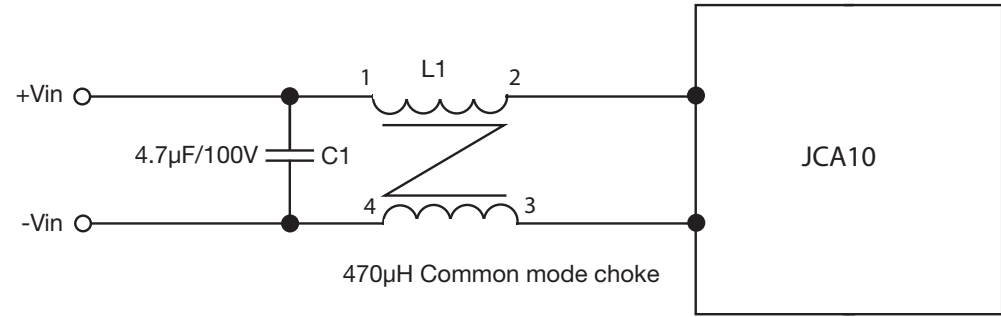 L1
1
2
+Vin
4.7µF/100V
C1
JCA10
4
3
-Vin
470µH Common mode choke